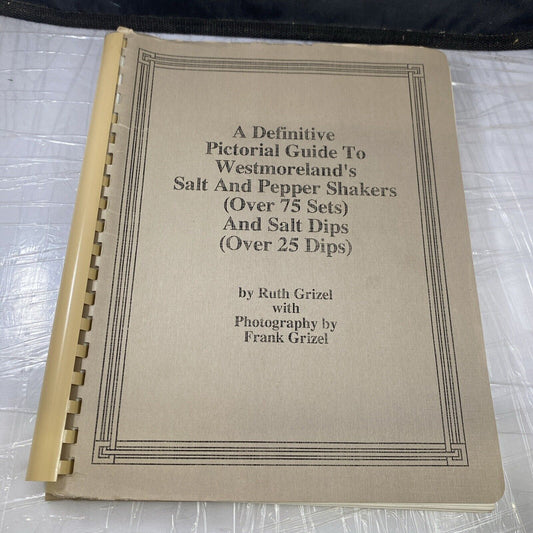 A Definitive
Pictorial Guide To
Westmoreland's
Salt And Pepper Shakers
(Over 75 Sets)
And Salt Dips
(Over 25 Dips)
by Ruth Grizel
with
Photography by
Frank Grizel